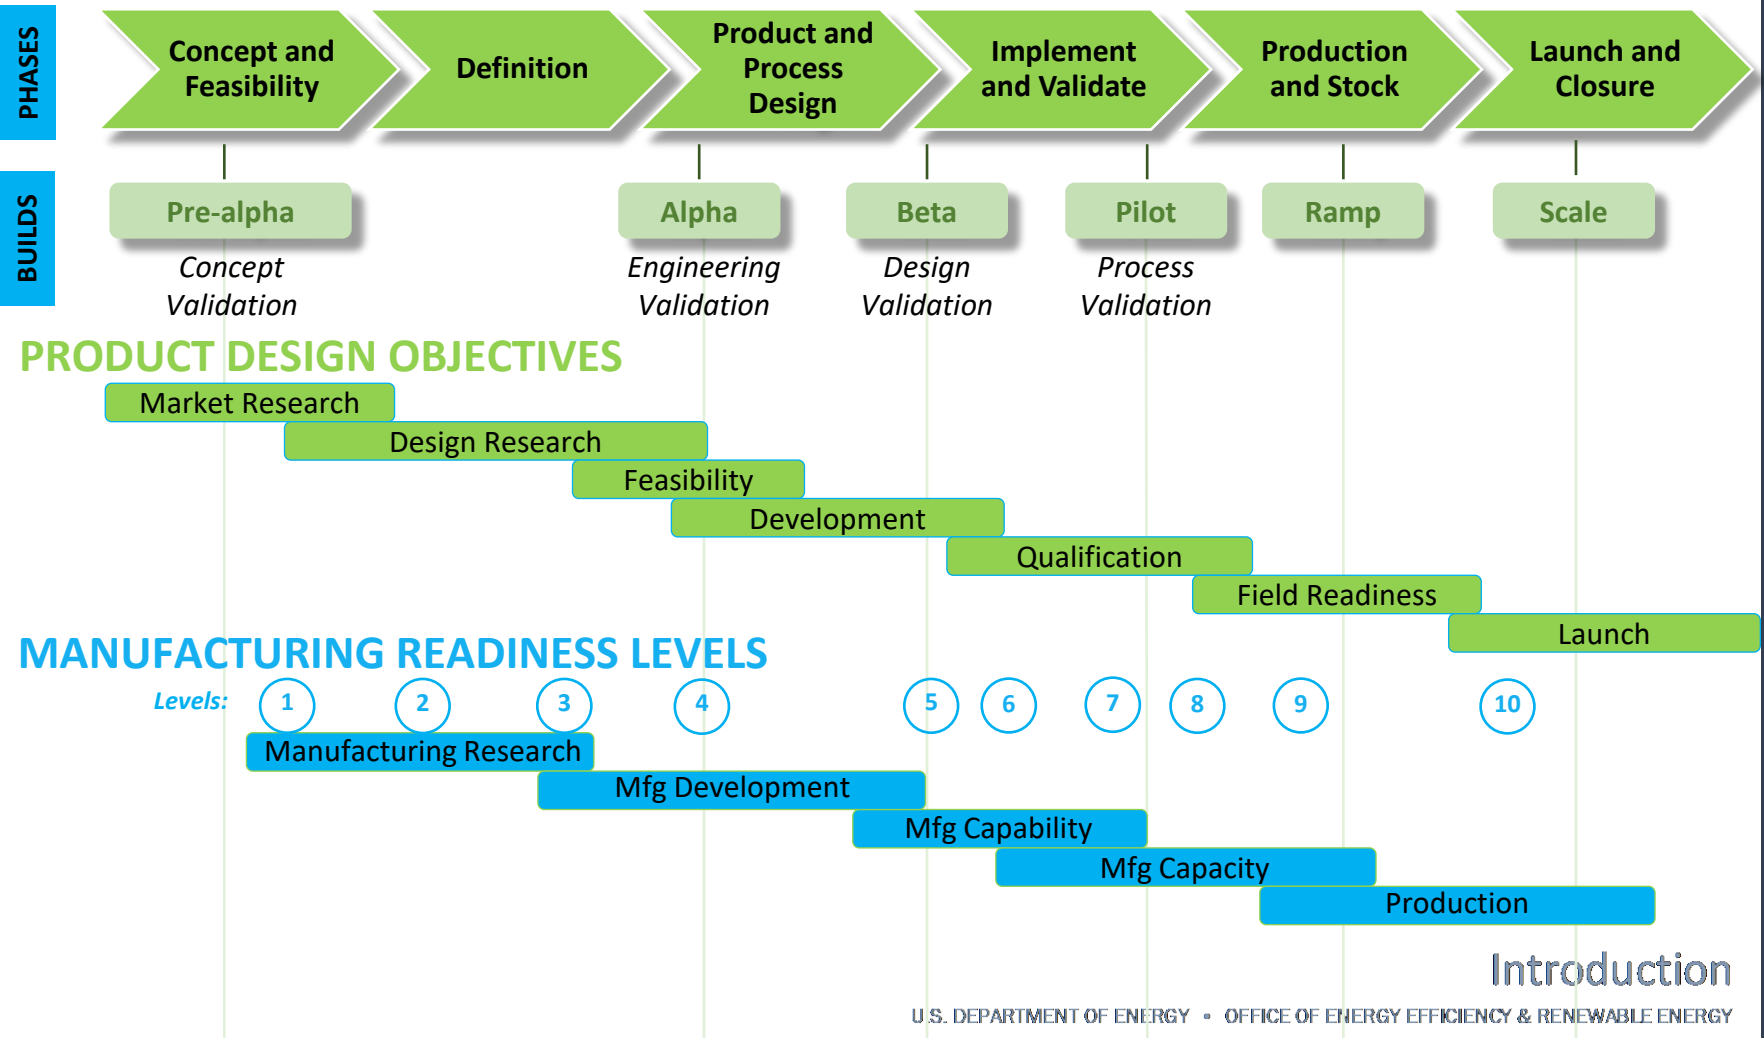 PHASES
Concept and
Feasibility
Definition
Product and
Process
Design
Implement
and Validate
Production
and Stock
Launch and
Closure
BUILDS
Pre-alpha
Alpha
Beta
Pilot
Ramp
Scale
Concept
Validation
Engineering
Validation
Design
Validation
Process
Validation
PRODUCT DESIGN OBJECTIVES
Market Research
Design Research
Feasibility
Development
Qualification
Field Readiness
Launch
MANUFACTURING READINESS LEVELS
Levels: 1 2 3 4 5 6 7 8 9 10
Manufacturing Research
Mfg Development
Mfg Capability
Mfg Capacity
Production
Introduction
U.S. DEPARTMENT OF ENERGY ▪ OFFICE OF ENERGY EFFICIENCY & RENEWABLE ENERGY